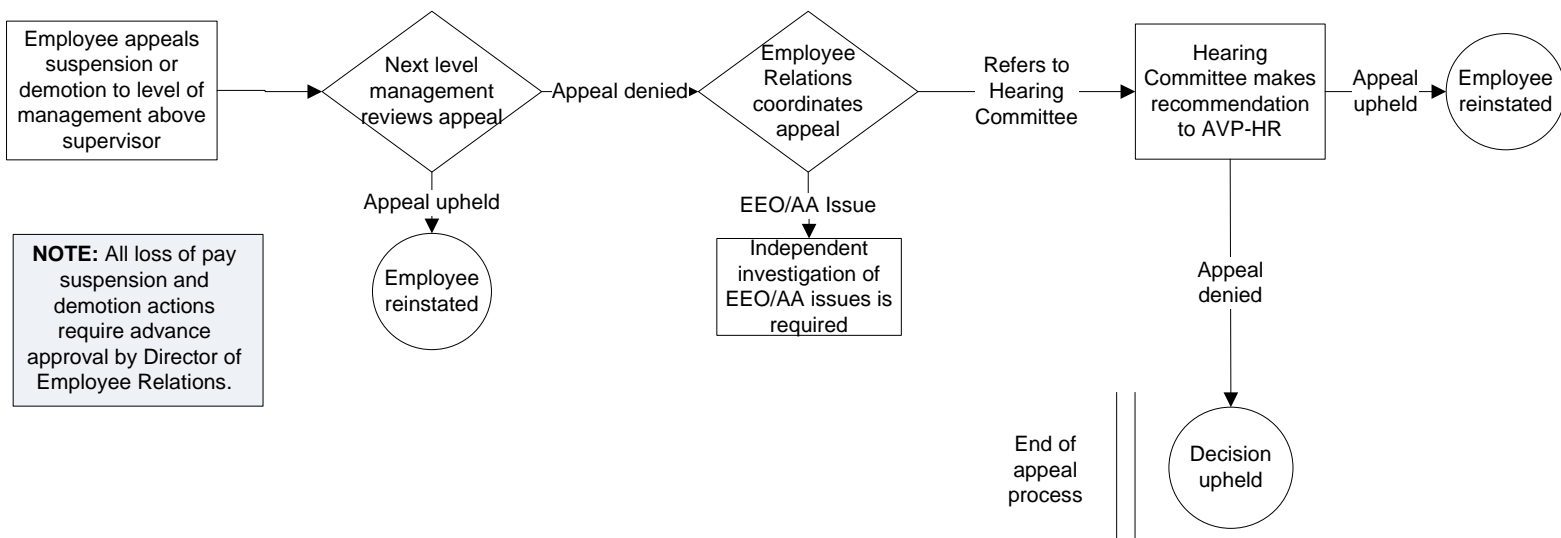 Employee appeals
suspension or
demotion to level of
management above
supervisor
Next level
management
reviews appeal
Appeal denied
Employee
Relations
coordinates
appeal
Refers to
Hearing
Committee
Hearing
Committee makes
recommendation
to AVP-HR
Appeal
upheld
Employee
reinstated
Appeal upheld
Employee
reinstated
EEO/AA Issue
Independent
investigation of
EEO/AA issues is
required
NOTE: All loss of pay
suspension and
demotion actions
require advance
approval by Director of
Employee Relations.
Appeal
denied
End of
appeal
process
Decision
upheld